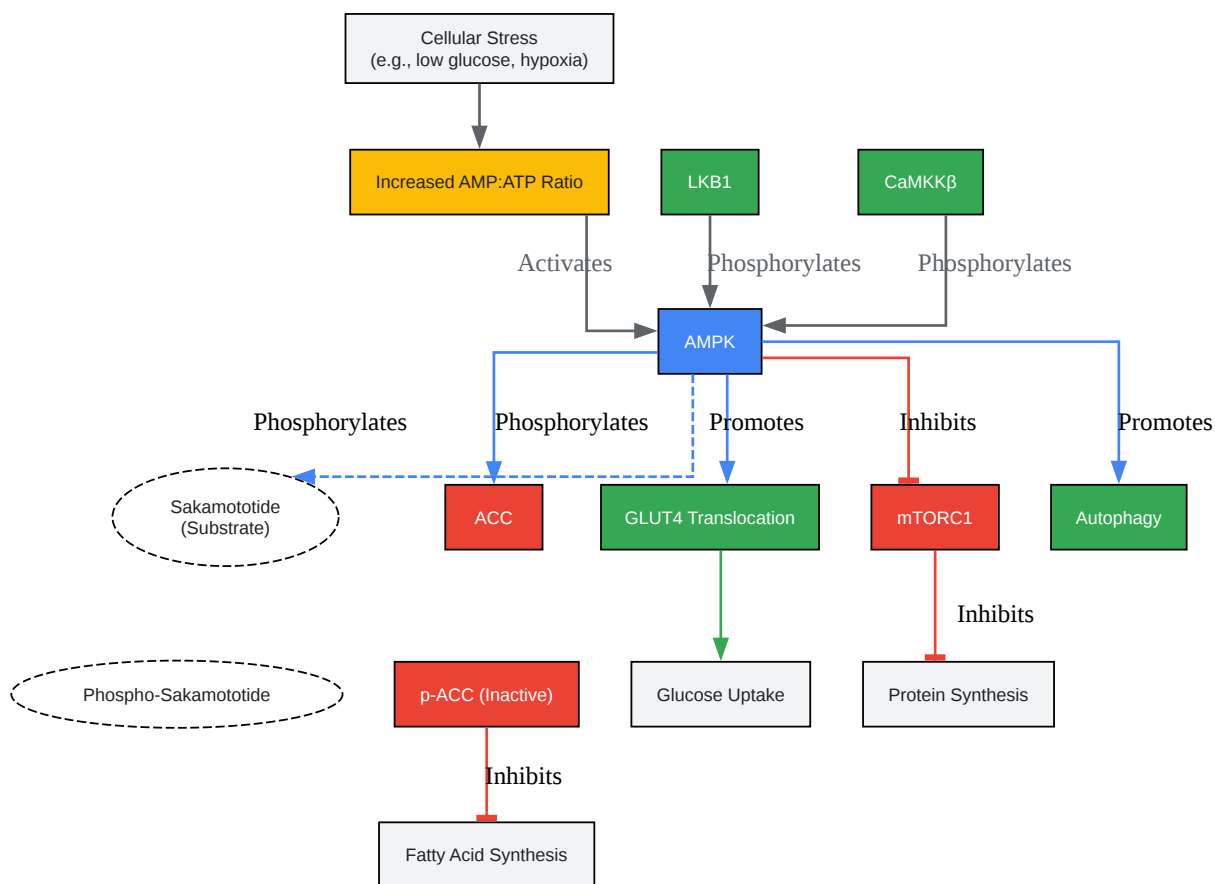 Cellular Stress
(e.g., low glucose, hypoxia)
Increased AMP:ATP Ratio
LKB1
CaMKKβ
Activates
Phosphorylates
Phosphorylates
AMPK
Phosphorylates
Phosphorylates
Promotes
Inhibits
Promotes
Sakamototide
(Substrate)
ACC
GLUT4 Translocation
mTORC1
Autophagy
Inhibits
Phospho-Sakamototide
p-ACC (Inactive)
Glucose Uptake
Protein Synthesis
Inhibits
Fatty Acid Synthesis